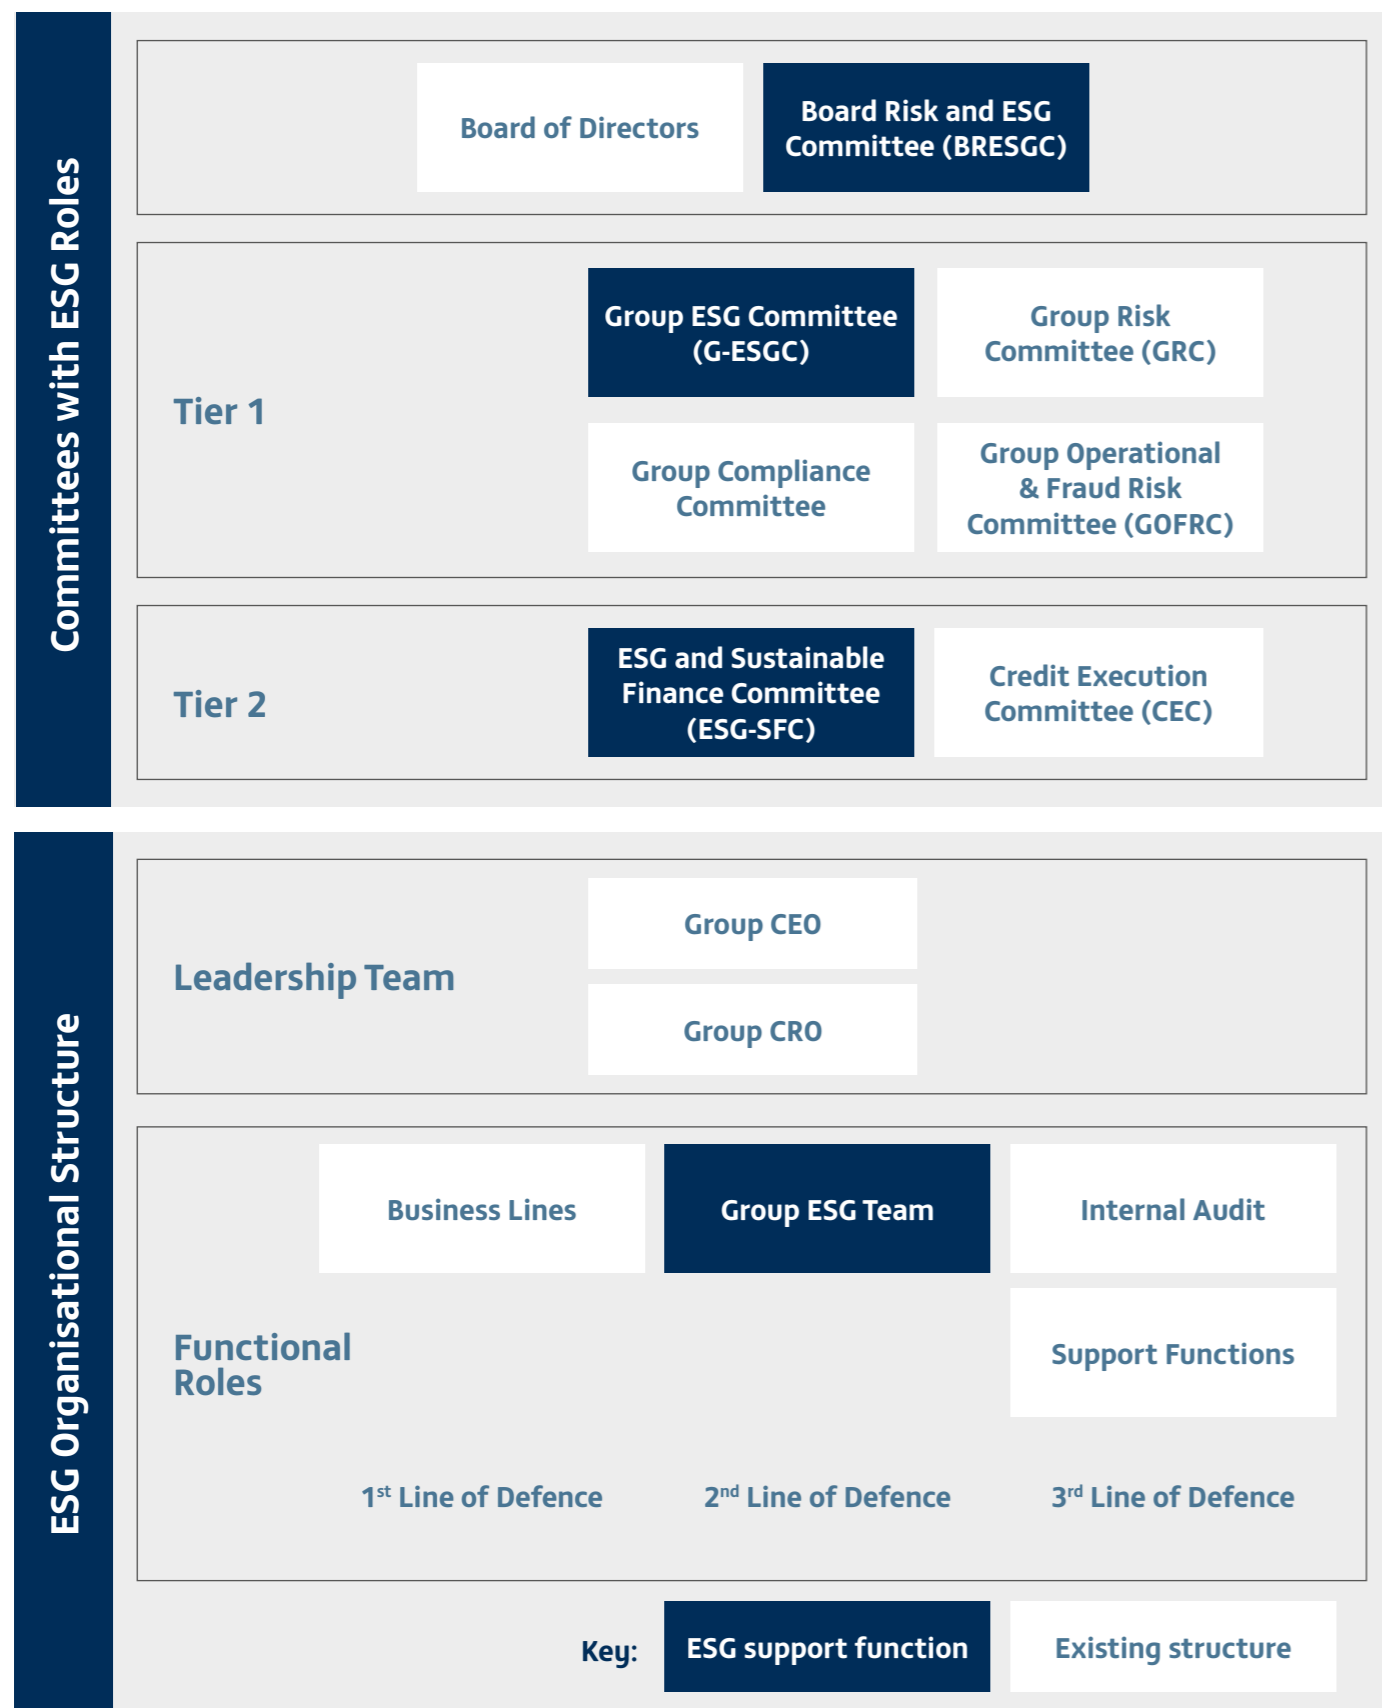 Committees with ESG Roles
Board of Directors
Board Risk and ESG
Committee (BRESGC)
Tier 1
Group ESG Committee
(G-ESGC)
Group Risk
Committee (GRC)
Group Compliance
Committee
Group Operational
& Fraud Risk
Committee (GOFRC)
Tier 2
ESG and Sustainable
Finance Committee
(ESG-SFC)
Credit Execution
Committee (CEC)
ESG Organisational Structure
Leadership Team
Group CEO
Group CRO
Functional
Roles
Business Lines
Group ESG Team
Internal Audit
Support Functions
1st Line of Defence
2nd Line of Defence
3rd Line of Defence
Key:
ESG support function
Existing structure